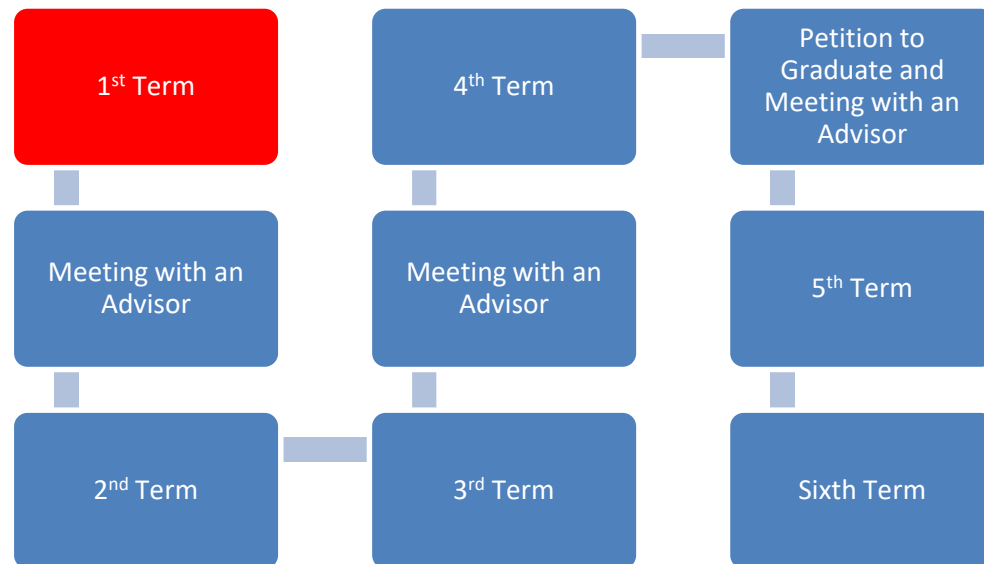 1st Term
Meeting with an
Advisor
2nd Term
3rd Term
Meeting with an
Advisor
4th Term
Petition to
Graduate and
Meeting with an
Advisor
5th Term
Sixth Term